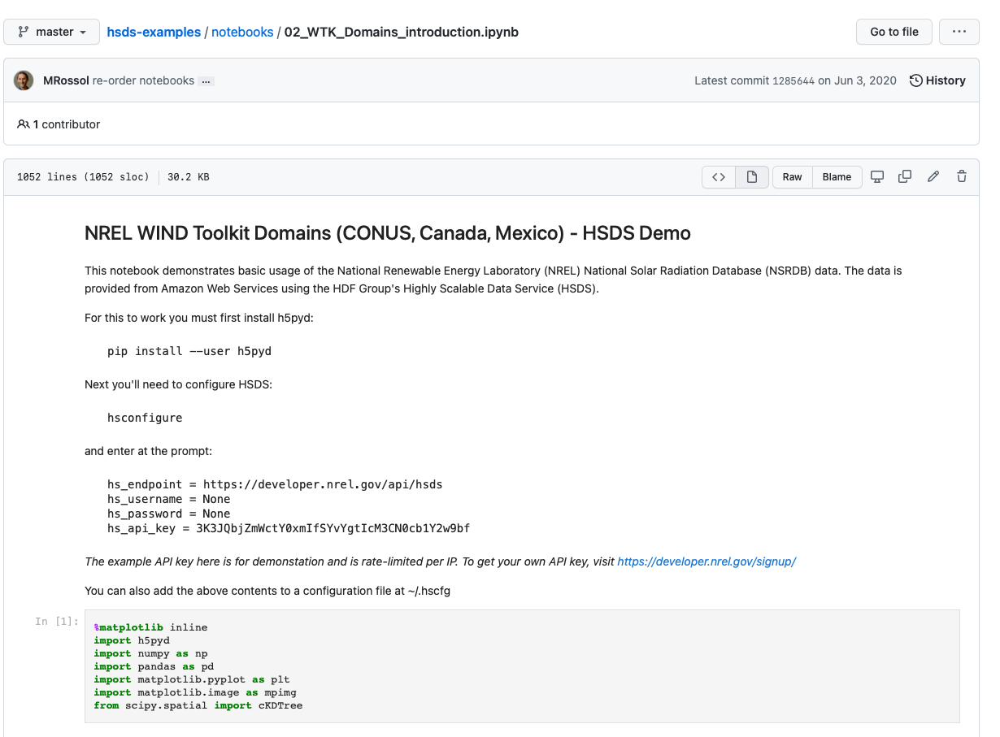 master hsds-examples / notebooks / 02_WTK_Domains_introduction.ipynb Go to file ...
MRossol re-order notebooks ... Latest commit 1285644 on Jun 3, 2020 History
1 contributor
1052 lines (1052 sloc) 30.2 KB <> Raw Blame
NREL WIND Toolkit Domains (CONUS, Canada, Mexico) - HSDS Demo
This notebook demonstrates basic usage of the National Renewable Energy Laboratory (NREL) National Solar Radiation Database (NSRDB) data. The data is
provided from Amazon Web Services using the HDF Group's Highly Scalable Data Service (HSDS).
For this to work you must first install h5pyd:
pip install --user h5pyd
Next you'll need to configure HSDS:
hsconfigure
and enter at the prompt:
hs_endpoint = https://developer.nrel.gov/api/hsds
hs_username = None
hs_password = None
hs_api_key = 3K3JQbjZmWctY0xmIfSYvYgtIcM3CN0cb1Y2w9bf
The example API key here is for demonstation and is rate-limited per IP. To get your own API key, visit https://developer.nrel.gov/signup/
You can also add the above contents to a configuration file at ~/.hscfg
In [1]:
%matplotlib inline
import h5pyd
import numpy as np
import pandas as pd
import matplotlib.pyplot as plt
import matplotlib.image as mpimg
from scipy.spatial import cKDTree